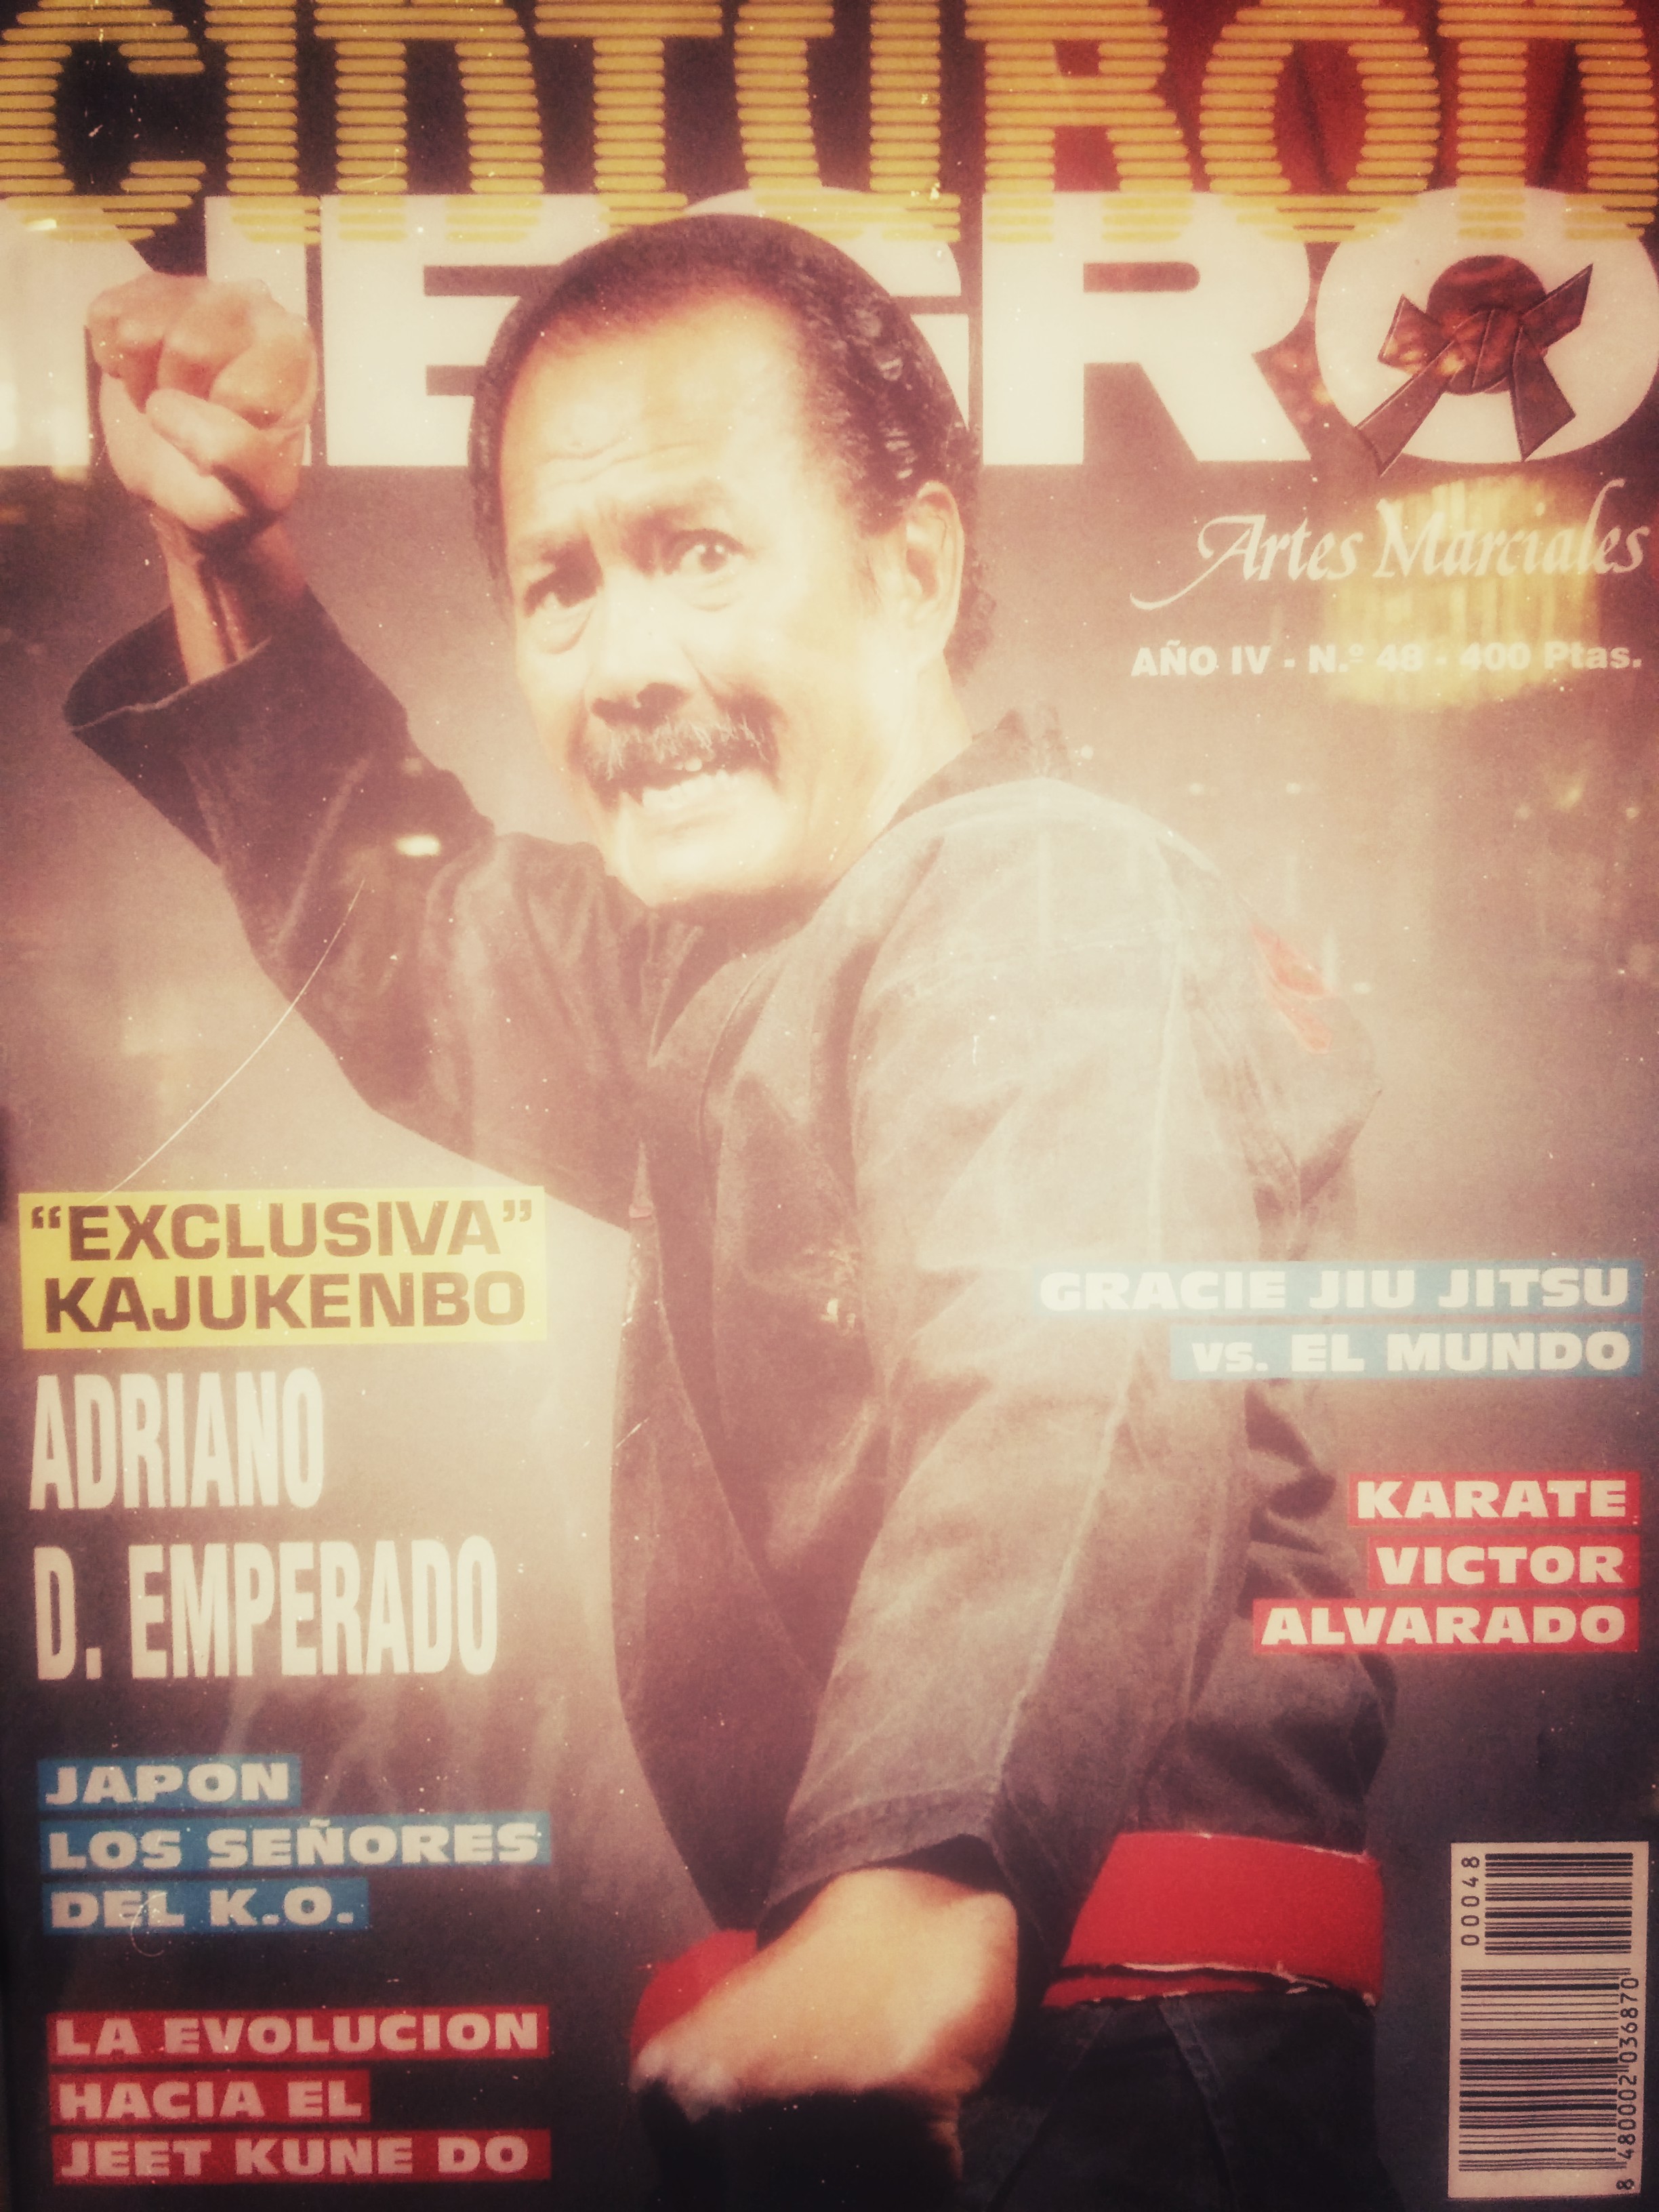 CINTURON
NEGRO
Artes Marciales
AÑO IV - N.º 48 - 400 Ptas.
"EXCLUSIVA"
KAJUKENBO
ADRIANO
D. EMPERADO
GRACIE JIU JITSU
VS. EL MUNDO
KARATE
VICTOR
ALVARADO
JAPON
LOS SEÑORES
DEL K.O.
LA EVOLUCION
HACIA EL
JEET KUNE DO
00048
8 480002 036870